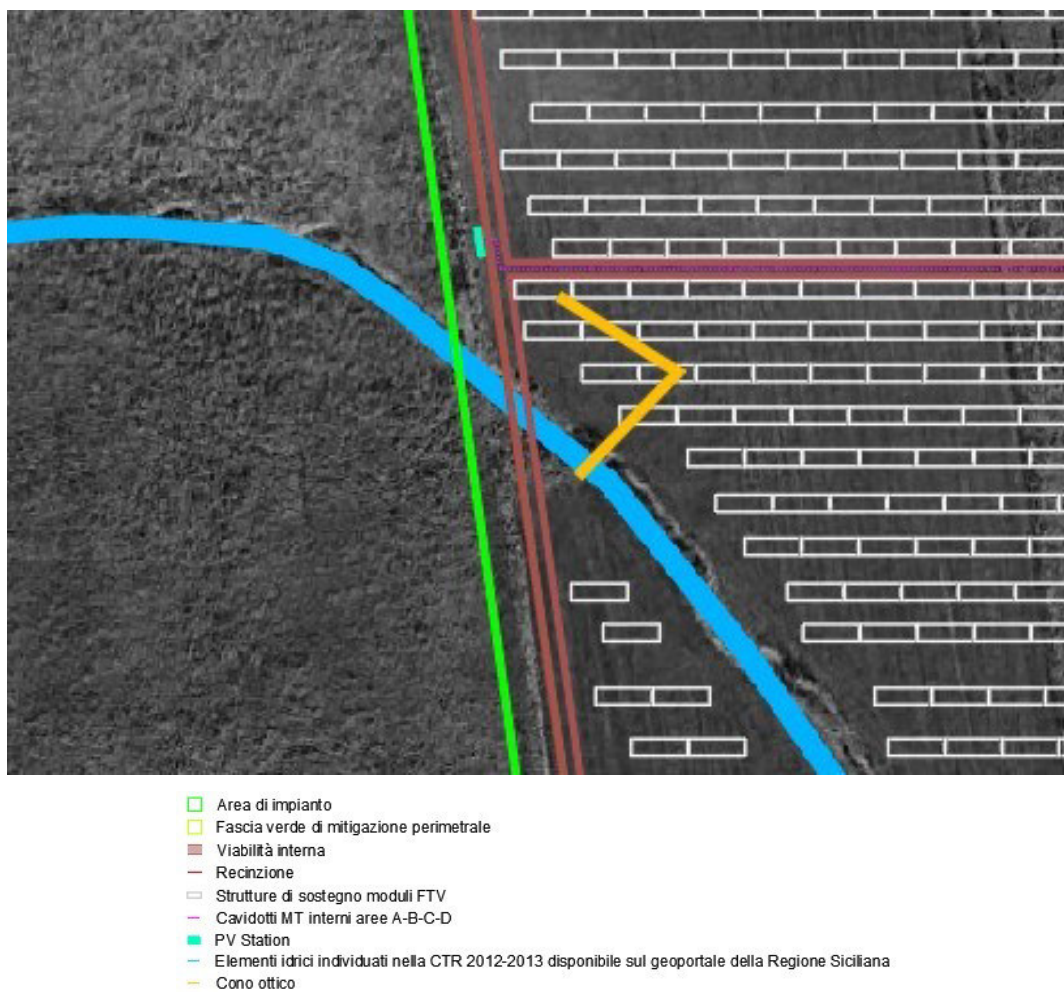 Area di impianto
Fascia verde di mitigazione perimetrale
Viabilità interna
Recinzione
Strutture di sostegno moduli FTV
Cavidotti MT interni aree A-B-C-D
PV Station
Elementi idrici individuati nella CTR 2012-2013 disponibile sul geoportale della Regione Siciliana
Cono ottico